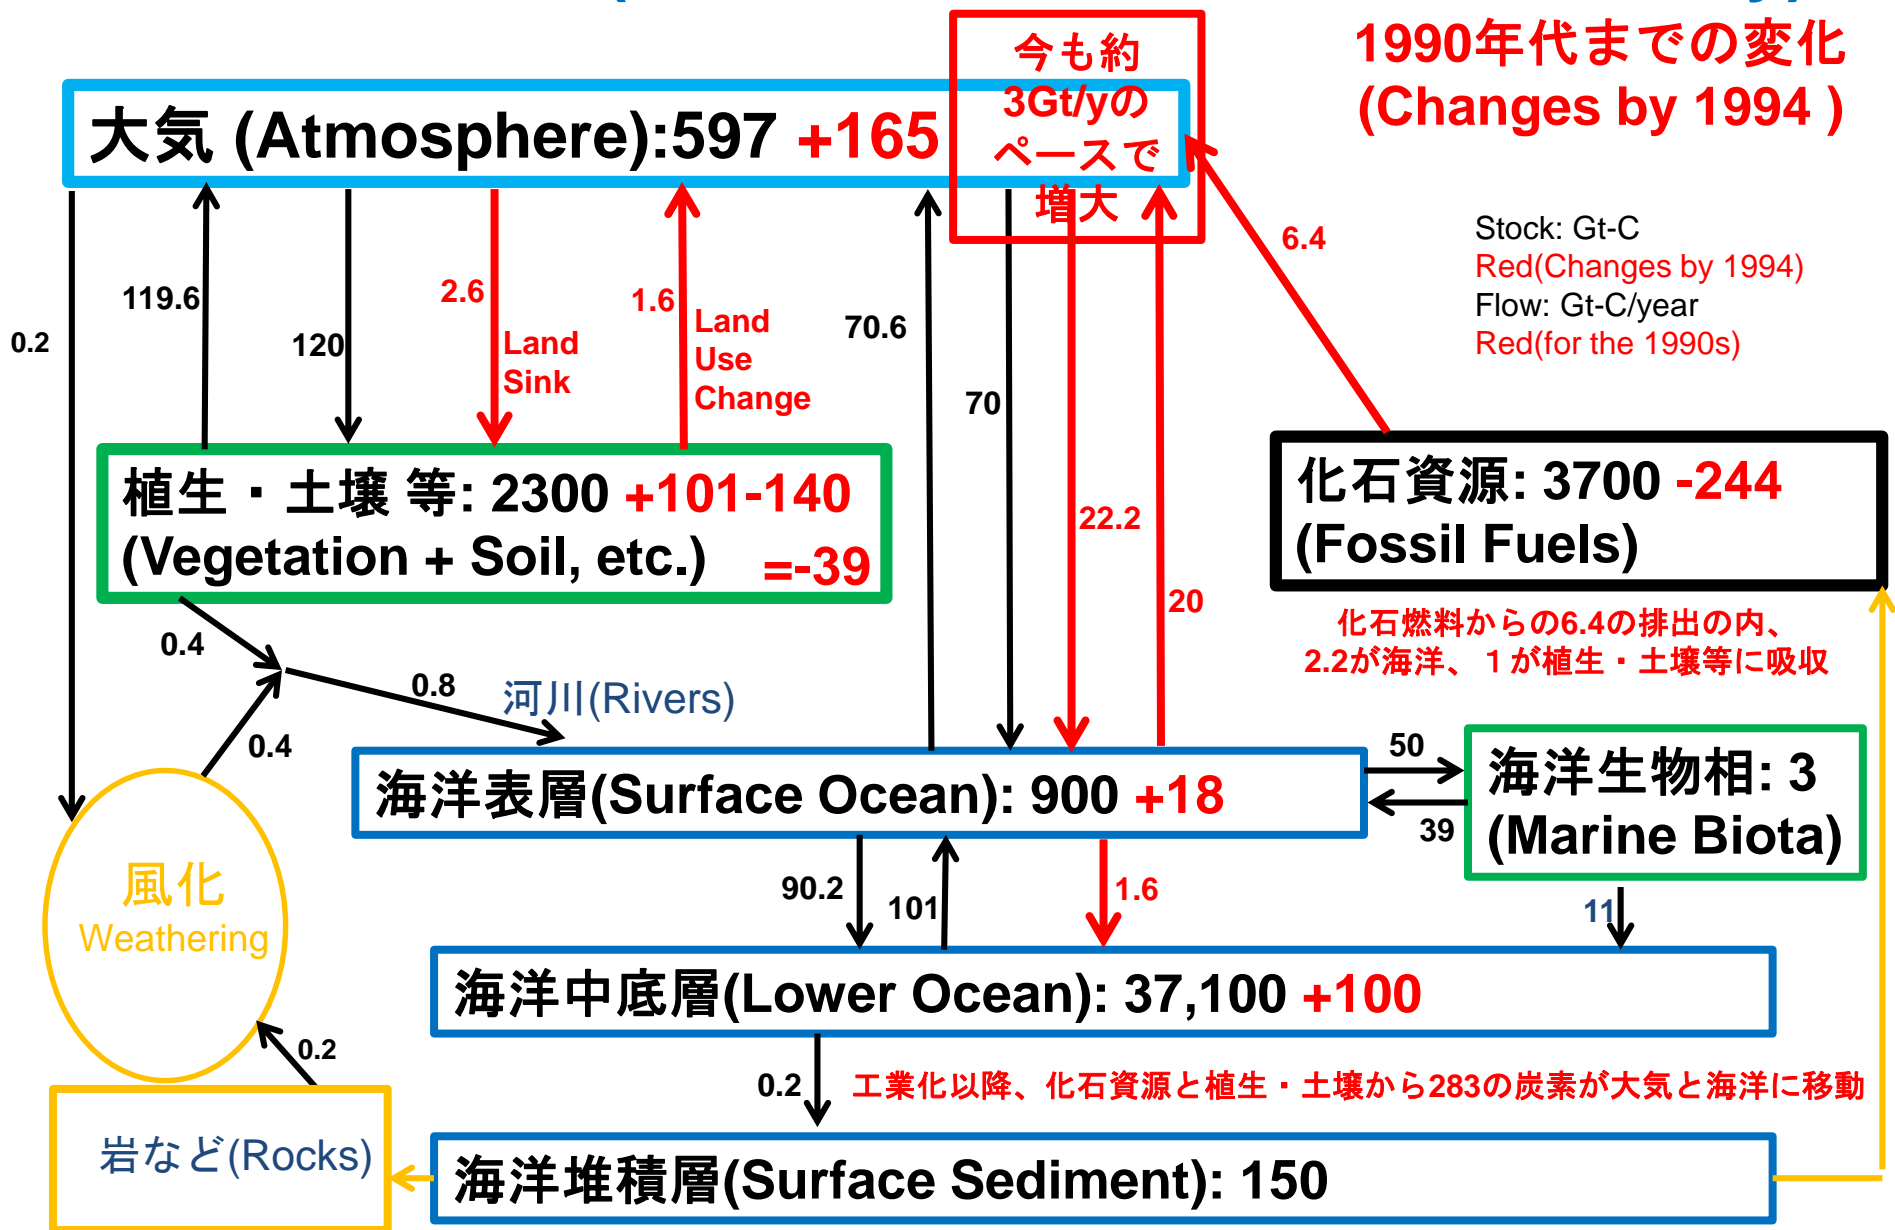 1990年代までの変化
(Changes by 1994 )
今も約
3Gt/yの
ペースで
増大
大気 (Atmosphere):597 +165
Stock: Gt-C
Red(Changes by 1994)
Flow: Gt-C/year
Red(for the 1990s)
0.2
119.6
120
2.6
Land
Sink
1.6
Land
Use
Change
70.6
70
22.2
20
6.4
植生・土壌 等: 2300 +101-140
(Vegetation + Soil, etc.) =-39
化石資源: 3700 -244
(Fossil Fuels)
化石燃料からの6.4の排出の内、
2.2が海洋、１が植生・土壌等に吸収
0.4
0.8
河川(Rivers)
0.4
海洋表層(Surface Ocean): 900 +18
50
39
海洋生物相: 3
(Marine Biota)
風化
Weathering
90.2
101
1.6
11
海洋中底層(Lower Ocean): 37,100 +100
0.2
0.2
工業化以降、化石資源と植生・土壌から283の炭素が大気と海洋に移動
岩など(Rocks)
海洋堆積層(Surface Sediment): 150